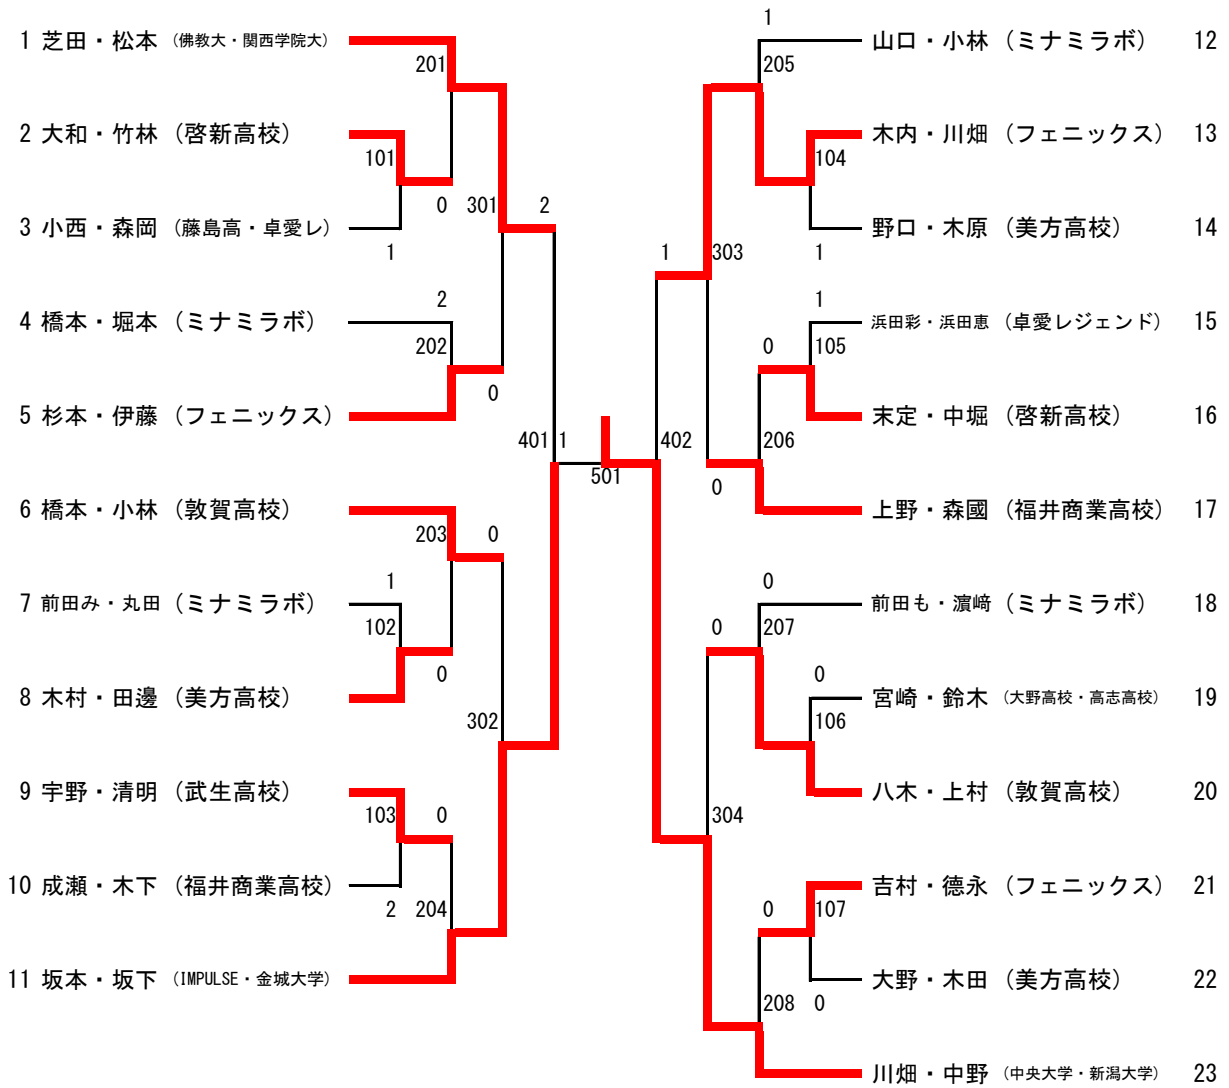 1 芝田・松本 (佛教大・関西学院大)
201
2 大和・竹林 (啓新高校)
101
0 301 2
3 小西・森岡 (藤島高・卓愛レ)
1
2
4 橋本・堀本 (ミナミラボ)
202
0
5 杉本・伊藤 (フェニックス)
401 1
501
6 橋本・小林 (敦賀高校)
203 0
1
7 前田み・丸田 (ミナミラボ)
102
0
8 木村・田邊 (美方高校)
302
9 宇野・清明 (武生高校)
103 0
10 成瀬・木下 (福井商業高校)
2 204
11 坂本・坂下 (IMPULSE・金城大学)
1
山口・小林 (ミナミラボ) 12
205
木内・川畑 (フェニックス) 13
104
野口・木原 (美方高校) 14
1 303 1
1
浜田彩・浜田恵 (卓愛レジェンド) 15
0 105
末定・中堀 (啓新高校) 16
402 206
0
上野・森國 (福井商業高校) 17
0
前田も・濵﨑 (ミナミラボ) 18
0 207
0
宮崎・鈴木 (大野高校・高志高校) 19
106
八木・上村 (敦賀高校) 20
304
吉村・德永 (フェニックス) 21
0 107
大野・木田 (美方高校) 22
208 0
川畑・中野 (中央大学・新潟大学) 23